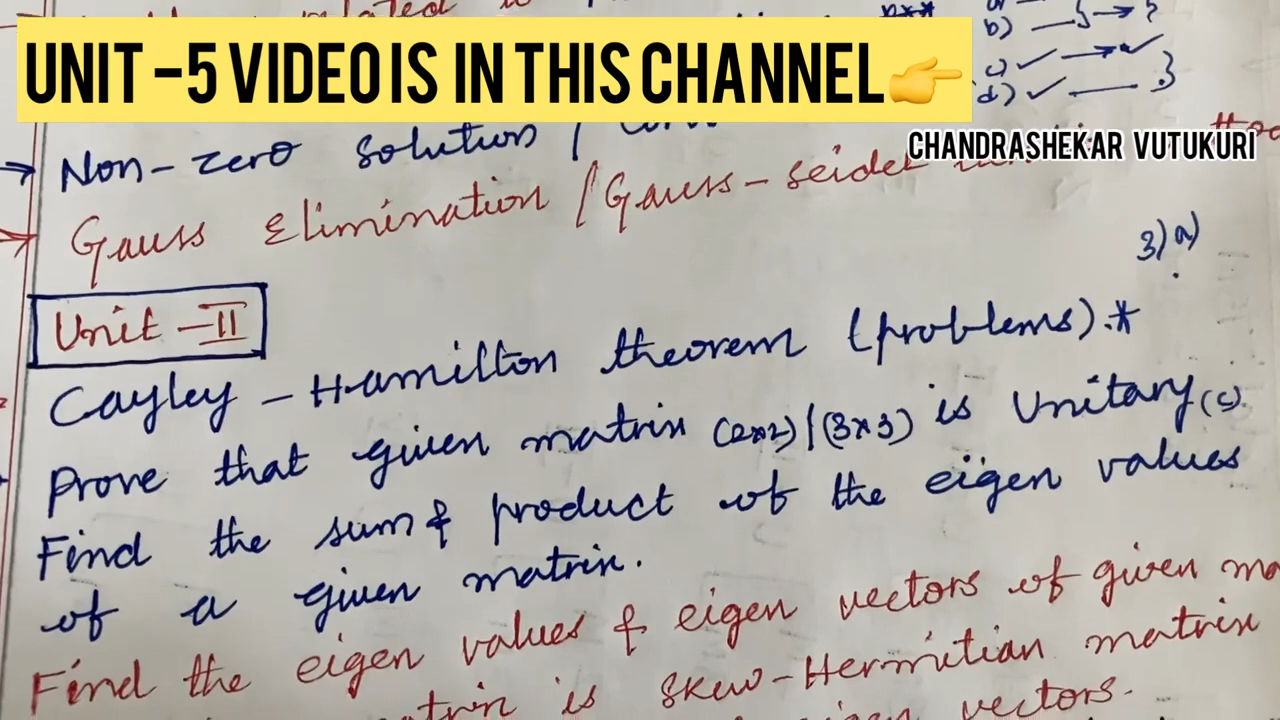 related
b)
UNIT -5 VIDEO IS IN THIS CHANNEL👉
c)
d)
→ Non-zero solution /
CHANDRASHEKAR VUTUKURI
→ Gauss Elimination / Gauss-seidel
3) a)
Unit-II
Cayley-Hamilton theorem (problems).*
Prove that given matrix (2x2)/(3x3) is Unitary (c).
Find the sum & product of the eigen values
of a given matrix.
Find the eigen values & eigen vectors of given
is skew-Hermitian matrix
vectors.